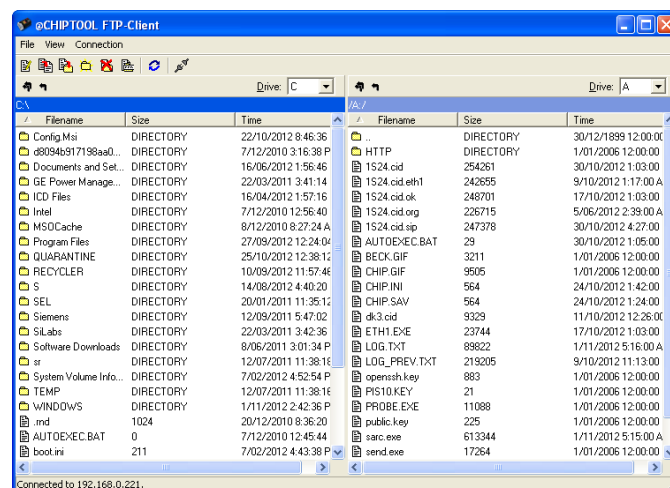 @CHIPTOOL FTP-Client
File View Connection
Drive: C
Drive: A
C:\
/A:/
Filename Size Time
Filename Size Time
Config.Msi DIRECTORY 22/10/2012 8:46:36
d8094b917198aa0... DIRECTORY 7/12/2010 3:16:38 P
Documents and Set... DIRECTORY 16/06/2012 1:56:46
GE Power Manage... DIRECTORY 22/03/2011 3:41:14
ICD Files DIRECTORY 16/04/2012 1:57:16
Intel DIRECTORY 7/12/2010 12:56:40
MSOCache DIRECTORY 8/12/2010 8:27:24 A
Program Files DIRECTORY 27/09/2012 12:24:04
QUARANTINE DIRECTORY 25/10/2012 12:38:12
RECYCLER DIRECTORY 10/09/2012 11:57:46
S DIRECTORY 14/08/2012 4:40:20
SEL DIRECTORY 20/01/2011 11:35:12
Siemens DIRECTORY 12/09/2011 5:47:02
SiLabs DIRECTORY 22/03/2011 3:42:36
Software Downloads DIRECTORY 8/06/2011 3:01:34 P
sr DIRECTORY 12/07/2011 11:38:18
System Volume Info... DIRECTORY 7/02/2012 4:52:54 P
TEMP DIRECTORY 12/07/2011 11:38:16
WINDOWS DIRECTORY 1/11/2012 2:42:36 P
.rnd 1024 20/12/2010 8:36:20
AUTOEXEC.BAT 0 7/12/2010 12:45:44
boot.ini 211 7/02/2012 4:43:38 P
.. DIRECTORY 30/12/1899 12:00:00
HTTP DIRECTORY 1/01/2006 12:00:00
1S24.cid 254261 30/10/2012 1:03:00
1S24.cid.eth1 242655 9/10/2012 1:17:00 A
1S24.cid.ok 248701 17/10/2012 1:03:00
1S24.cid.org 226715 5/06/2012 2:39:00 A
1S24.cid.sip 247378 30/10/2012 4:27:00
AUTOEXEC.BAT 29 30/10/2012 1:05:00
BECK.GIF 3211 1/01/2006 12:00:00
CHIP.GIF 9505 1/01/2006 12:00:00
CHIP.INI 564 24/10/2012 1:42:00
CHIP.SAV 564 24/10/2012 1:24:00
dk3.cid 9329 11/10/2012 12:26:00
ETH1.EXE 23744 17/10/2012 1:03:00
LOG.TXT 89822 1/11/2012 5:16:00 A
LOG_PREV.TXT 219205 9/10/2012 11:13:00
openssh.key 883 1/01/2006 12:00:00
PIS10.KEY 21 1/01/2006 12:00:00
PROBE.EXE 11088 1/01/2006 12:00:00
public.key 225 1/01/2006 12:00:00
sarc.exe 613344 1/11/2012 5:15:00 A
send.exe 17264 1/01/2006 12:00:00
Connected to 192.168.0.221.